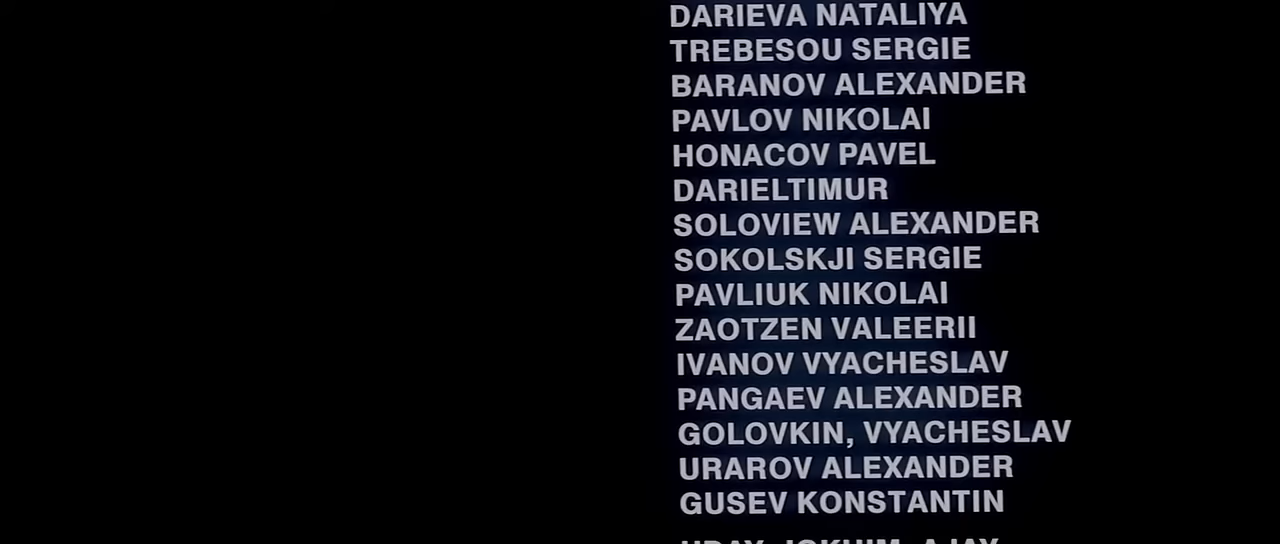 DARIEVA NATALIYA
TREBESOU SERGIE
BARANOV ALEXANDER
PAVLOV NIKOLAI
HONACOV PAVEL
DARIELTIMUR
SOLOVIEW ALEXANDER
SOKOLSKJI SERGIE
PAVLIUK NIKOLAI
ZAOTZEN VALEERII
IVANOV VYACHESLAV
PANGAEV ALEXANDER
GOLOVKIN, VYACHESLAV
URAROV ALEXANDER
GUSEV KONSTANTIN